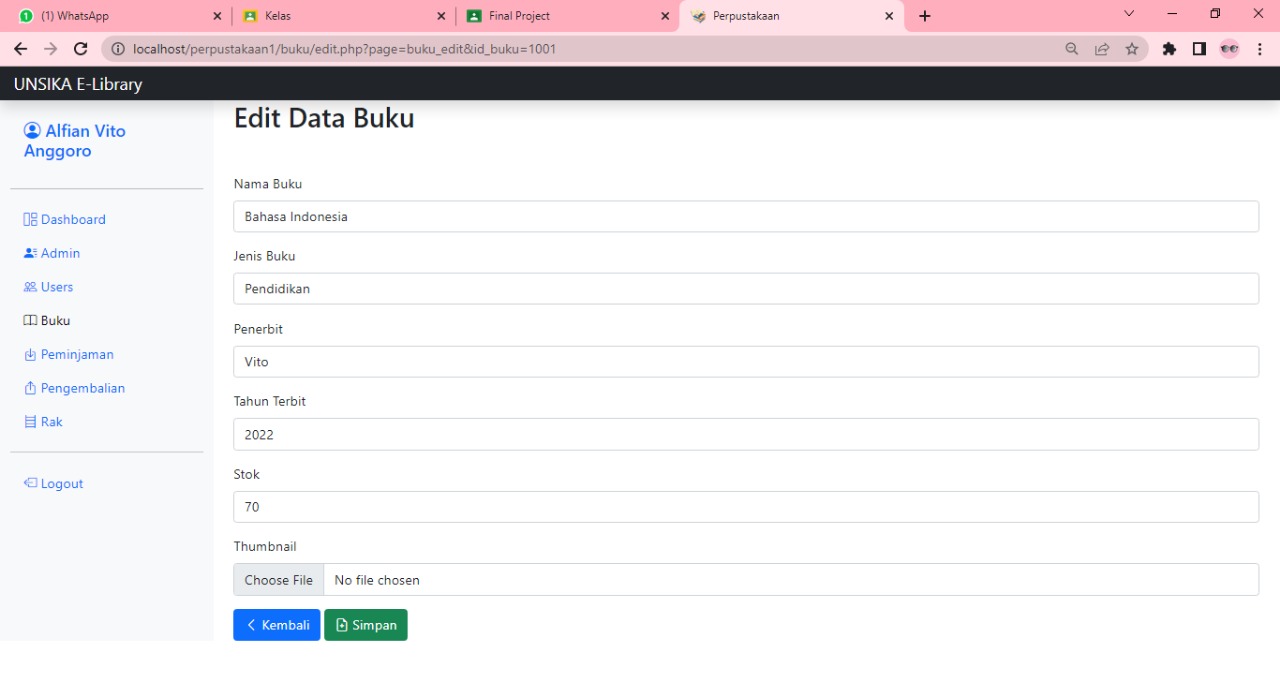 (1) WhatsApp
Kelas
Final Project
Perpustakaan
localhost/perpustakaan1/buku/edit.php?page=buku_edit&id_buku=1001
UNSIKA E-Library
Alfian Vito
Anggoro
Dashboard
Admin
Users
Buku
Peminjaman
Pengembalian
Rak
Logout
Edit Data Buku
Nama Buku
Bahasa Indonesia
Jenis Buku
Pendidikan
Penerbit
Vito
Tahun Terbit
2022
Stok
70
Thumbnail
Choose File No file chosen
Kembali Simpan